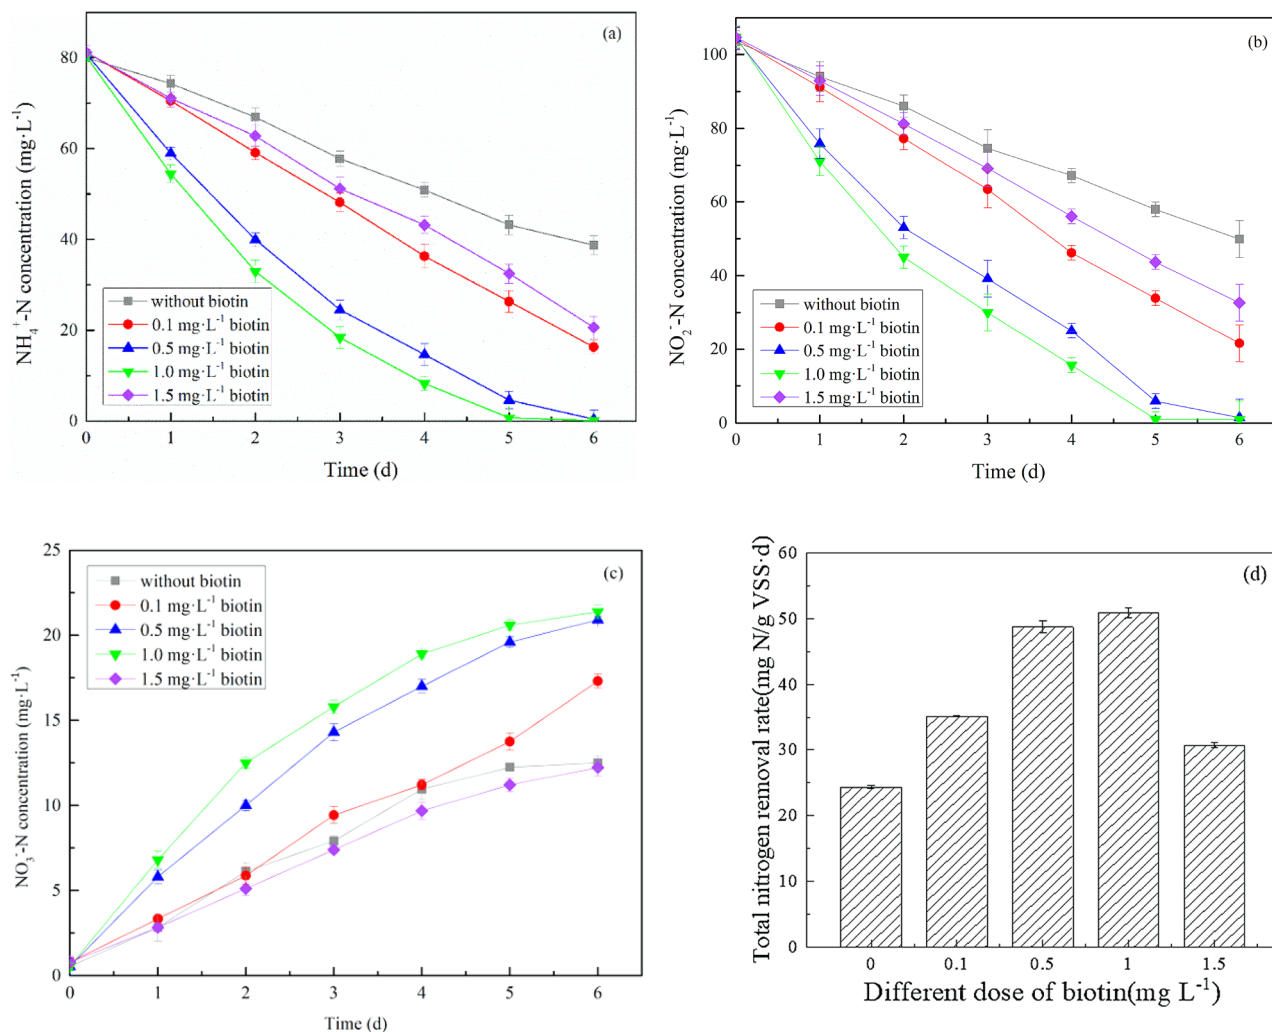 (a)
NH₄⁺-N concentration (mg·L⁻¹)
80
60
40
20
0
without biotin
0.1 mg·L⁻¹ biotin
0.5 mg·L⁻¹ biotin
1.0 mg·L⁻¹ biotin
1.5 mg·L⁻¹ biotin
0 1 2 3 4 5 6
Time (d)
(b)
NO₂⁻-N concentration (mg·L⁻¹)
100
80
60
40
20
0
without biotin
0.1 mg·L⁻¹ biotin
0.5 mg·L⁻¹ biotin
1.0 mg·L⁻¹ biotin
1.5 mg·L⁻¹ biotin
0 1 2 3 4 5 6
Time (d)
(c)
NO₃⁻-N concentration (mg·L⁻¹)
25
20
15
10
5
0
without biotin
0.1 mg·L⁻¹ biotin
0.5 mg·L⁻¹ biotin
1.0 mg·L⁻¹ biotin
1.5 mg·L⁻¹ biotin
0 1 2 3 4 5 6
Time (d)
(d)
Total nitrogen removal rate(mg N/g VSS·d)
60
50
40
30
20
10
0
0 0.1 0.5 1 1.5
Different dose of biotin(mg L⁻¹)